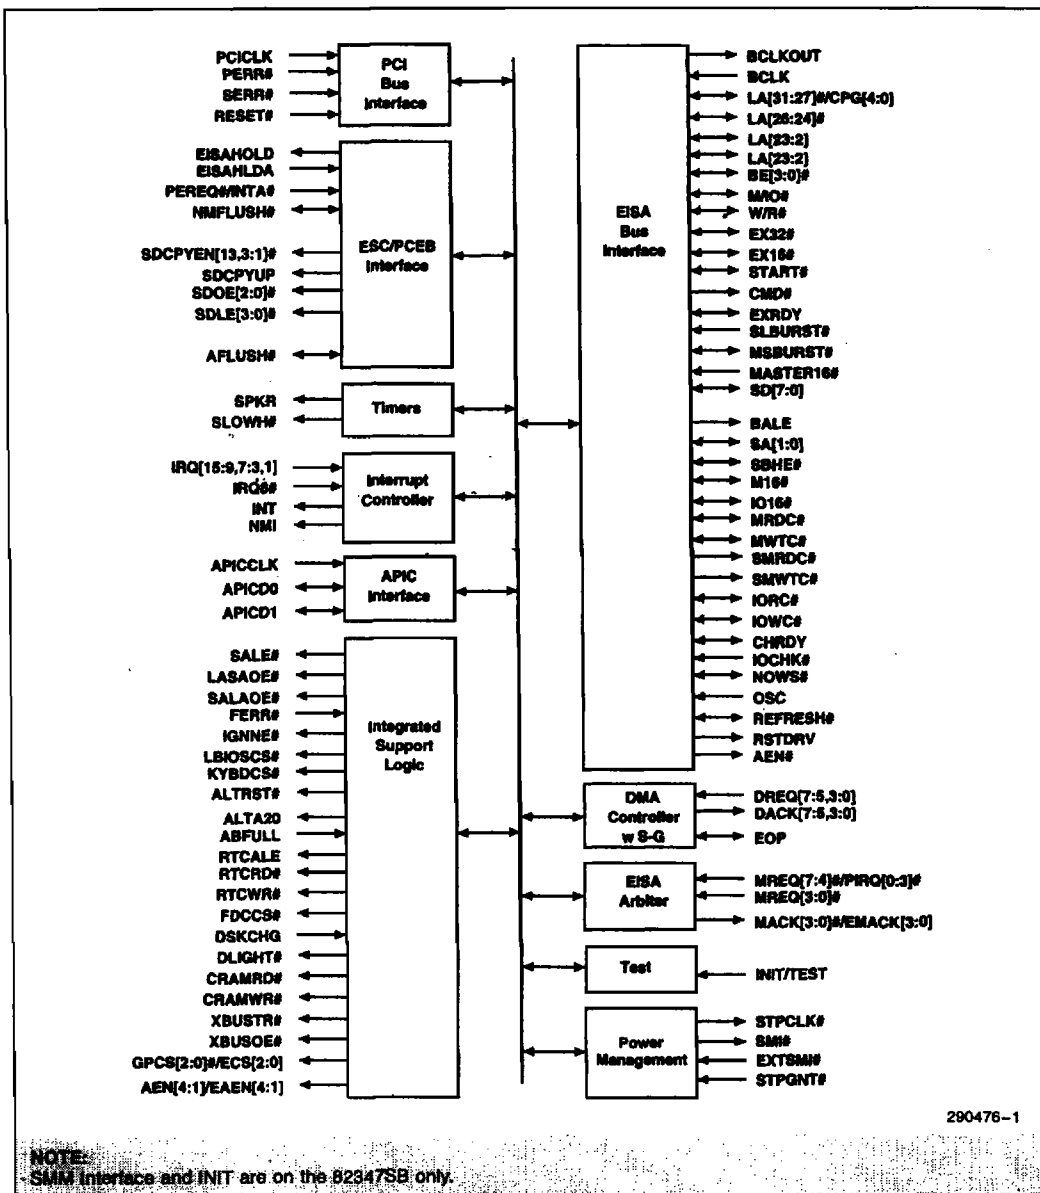 PCICLK
PERR#
SERR#
RESET#
PCI
Bus
Interface
EISAHOLD
EISAHLDA
PEREQ#/INTA#
NMFLUSH#
SDCPYEN[13,3:1]#
SDCPYUP
SDOE[2:0]#
SDLE[3:0]#
AFLUSH#
ESC/PCEB
Interface
SPKR
SLOWH#
Timers
IRQ[15:9,7:3,1]
IRQ8#
INT
NMI
Interrupt
Controller
APICCLK
APICD0
APICD1
APIC
Interface
SALE#
LASAOE#
SALAOE#
FERR#
IGNNE#
LBIOSCS#
KYBDCS#
ALTRST#
ALTA20
ABFULL
RTCALE
RTCRD#
RTCWR#
FDCCS#
DSKCHG
DLIGHT#
CRAMRD#
CRAMWR#
XBUSTR#
XBUSOE#
GPCS[2:0]#/ECS[2:0]
AEN[4:1]/EAEN[4:1]
Integrated
Support
Logic
EISA
Bus
Interface
BCLKOUT
BCLK
LA[31:27]#/CPG[4:0]
LA[26:24]#
LA[23:2]
LA[23:2]
BE[3:0]#
M/IO#
W/R#
EX32#
EX16#
START#
CMD#
EXRDY
SLBURST#
MSBURST#
MASTER16#
SD[7:0]
BALE
SA[1:0]
SBHE#
M16#
IO16#
MRDC#
MWTC#
SMRDC#
SMWTC#
IORC#
IOWC#
CHRDY
IOCHK#
NOWS#
OSC
REFRESH#
RSTDRV
AEN#
DMA
Controller
w S-G
DREQ[7:5,3:0]
DACK[7:5,3:0]
EOP
EISA
Arbiter
MREQ[7:4]#/PIRQ[0:3]#
MREQ[3:0]#
MACK[3:0]#/EMACK[3:0]
Test
INIT/TEST
Power
Management
STPCLK#
SMI#
EXTSMI#
STPGNT#
290476–1
NOTE:
SMM Interface and INIT are on the 82347SB only.